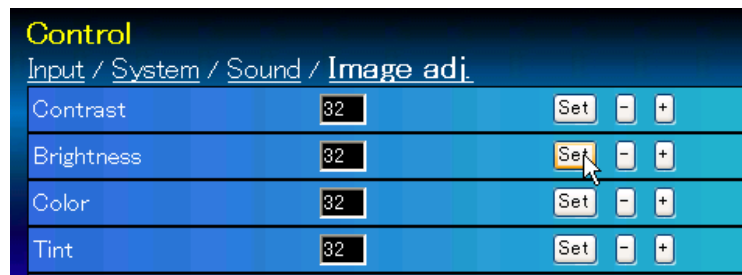 Control
Input / System / Sound / Image adj.
Contrast 32 Set - +
Brightness 32 Set - +
Color 32 Set - +
Tint 32 Set - +